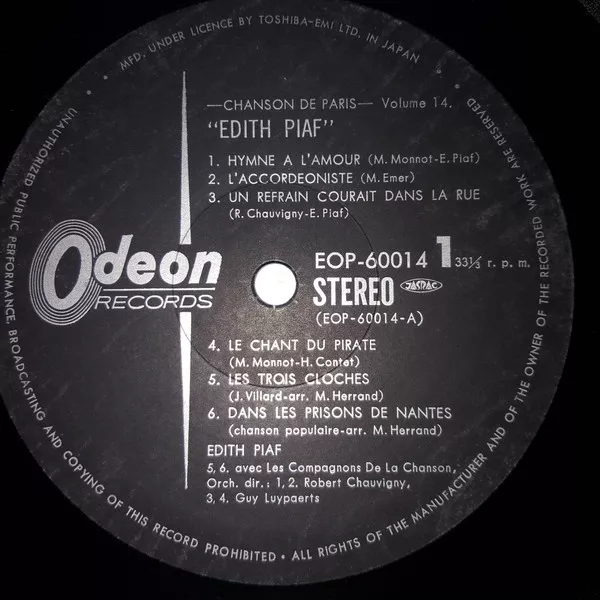 MFD. UNDER LICENCE BY TOSHIBA-EMI LTD. IN JAPAN
—CHANSON DE PARIS— Volume 14.
"EDITH PIAF"
1. HYMNE A L'AMOUR (M. Monnot-E. Piaf)
2. L'ACCORDEONISTE (M. Emer)
3. UN REFRAIN COURAIT DANS LA RUE
(R. Chauvigny-E. Piaf)
Odeon
RECORDS
EOP-60014 1 33⅓ r. p. m.
STEREO JASRAC
(EOP-60014-A)
4. LE CHANT DU PIRATE
(M. Monnot-H. Contet)
5. LES TROIS CLOCHES
(J. Villard-arr. M. Herrand)
6. DANS LES PRISONS DE NANTES
(chanson populaire-arr. M. Herrand)
EDITH PIAF
5, 6. avec Les Compagnons De La Chanson,
Orch. dir.: 1, 2. Robert Chauvigny,
3, 4. Guy Luypaerts
UNAUTHORIZED PUBLIC PERFORMANCE, BROADCASTING AND COPYING OF THIS RECORD PROHIBITED • ALL RIGHTS OF THE MANUFACTURER AND OF THE OWNER OF THE RECORDED WORK ARE RESERVED